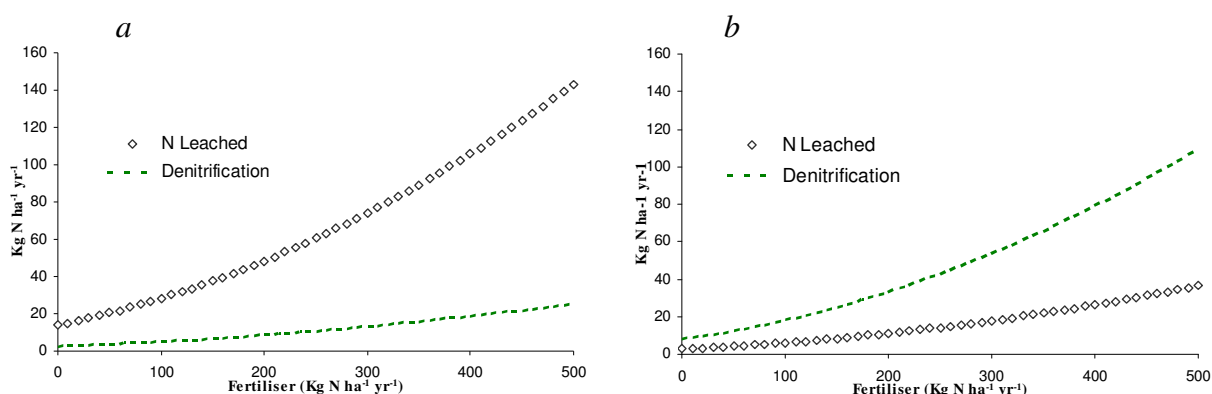 a
160
140
120
100
80
60
40
20
0
Kg N ha⁻¹ yr⁻¹
N Leached
Denitrification
0 100 200 300 400 500
Fertiliser (Kg N ha⁻¹ yr⁻¹)
b
160
140
120
100
80
60
40
20
0
Kg N ha-1 yr-1
N Leached
Denitrification
0 100 200 300 400 500
Fertiliser (Kg N ha⁻¹ yr⁻¹)